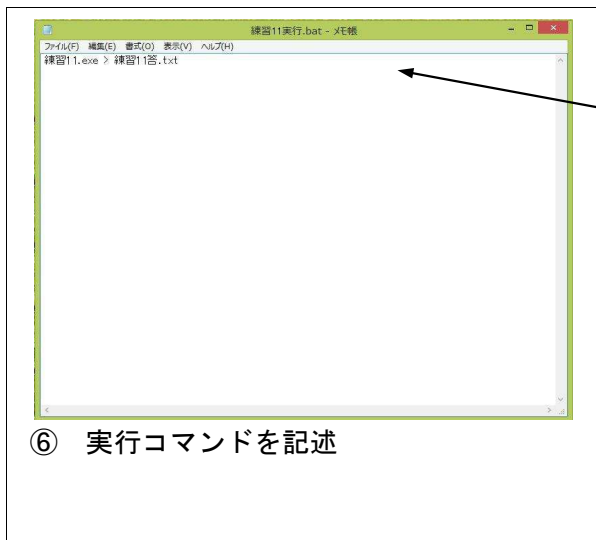 練習11実行.bat - メモ帳
ファイル(F) 編集(E) 書式(O) 表示(V) ヘルプ(H)
練習11.exe > 練習11答.txt
⑥ 実行コマンドを記述